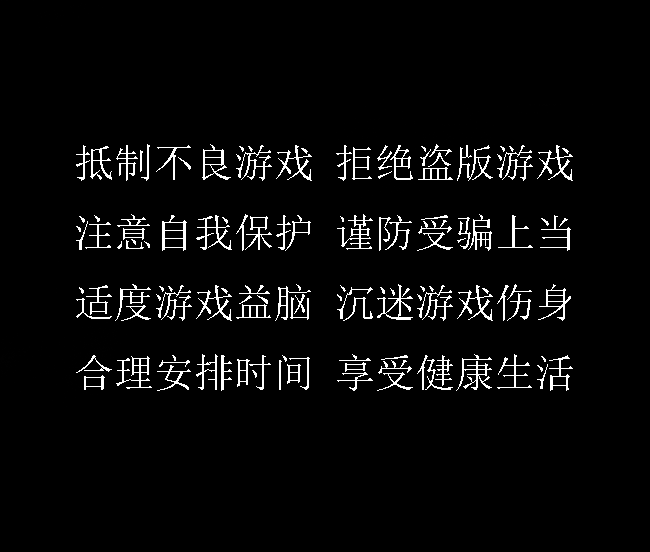 抵制不良游戏 拒绝盗版游戏
注意自我保护 谨防受骗上当
适度游戏益脑 沉迷游戏伤身
合理安排时间 享受健康生活